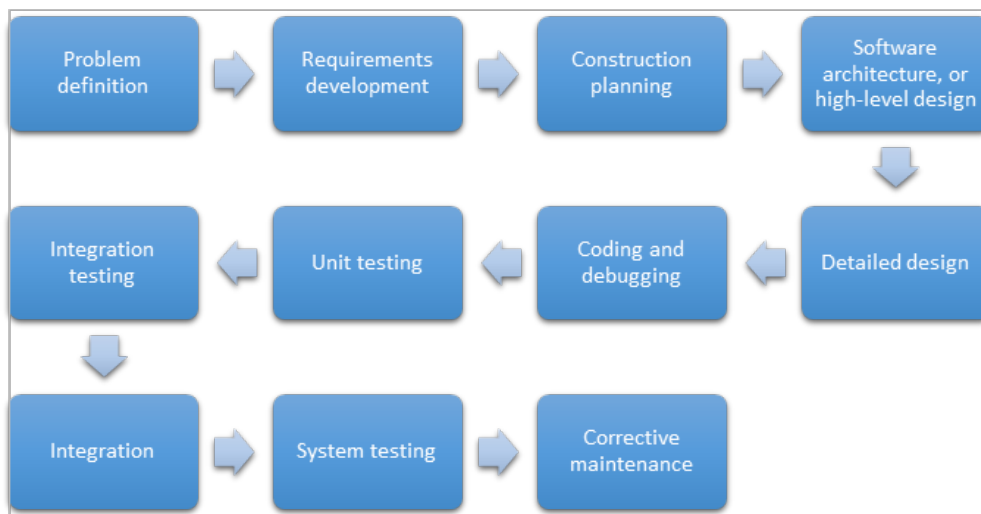 Problem
definition
Requirements
development
Construction
planning
Software
architecture, or
high-level design
Detailed design
Coding and
debugging
Unit testing
Integration
testing
Integration
System testing
Corrective
maintenance